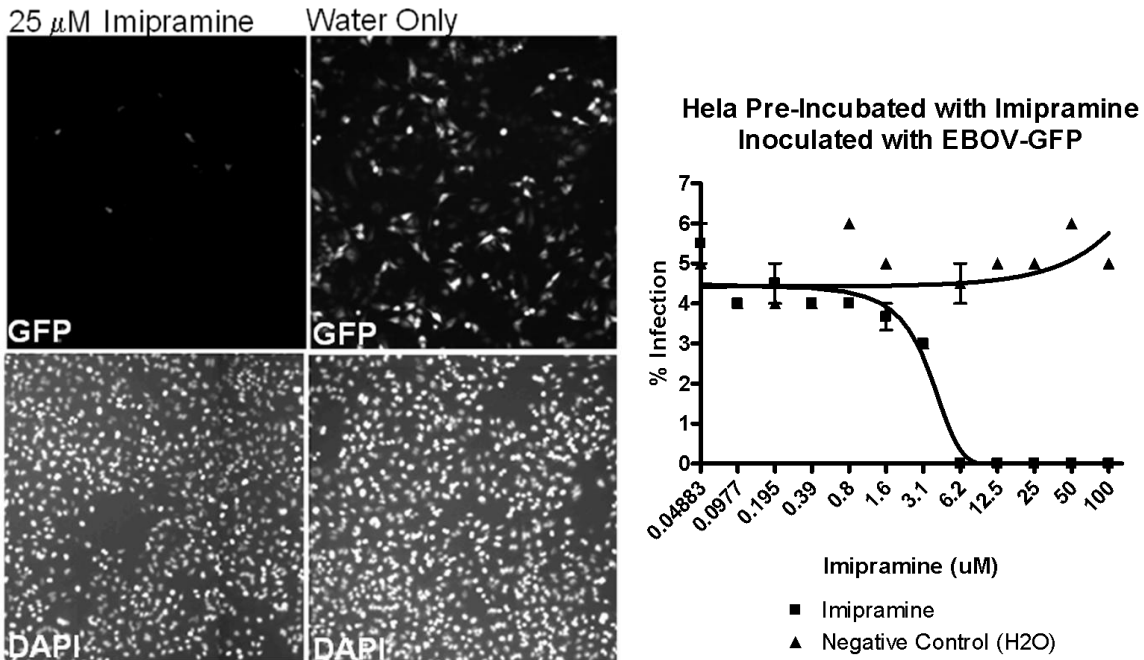 25 μM Imipramine
Water Only
GFP
GFP
DAPI
DAPI
Hela Pre-Incubated with Imipramine
Inoculated with EBOV-GFP
% Infection
7
6
5
4
3
2
1
0
0.04883
0.0977
0.195
0.39
0.8
1.6
3.1
6.2
12.5
25
50
100
Imipramine (uM)
Imipramine
Negative Control (H2O)